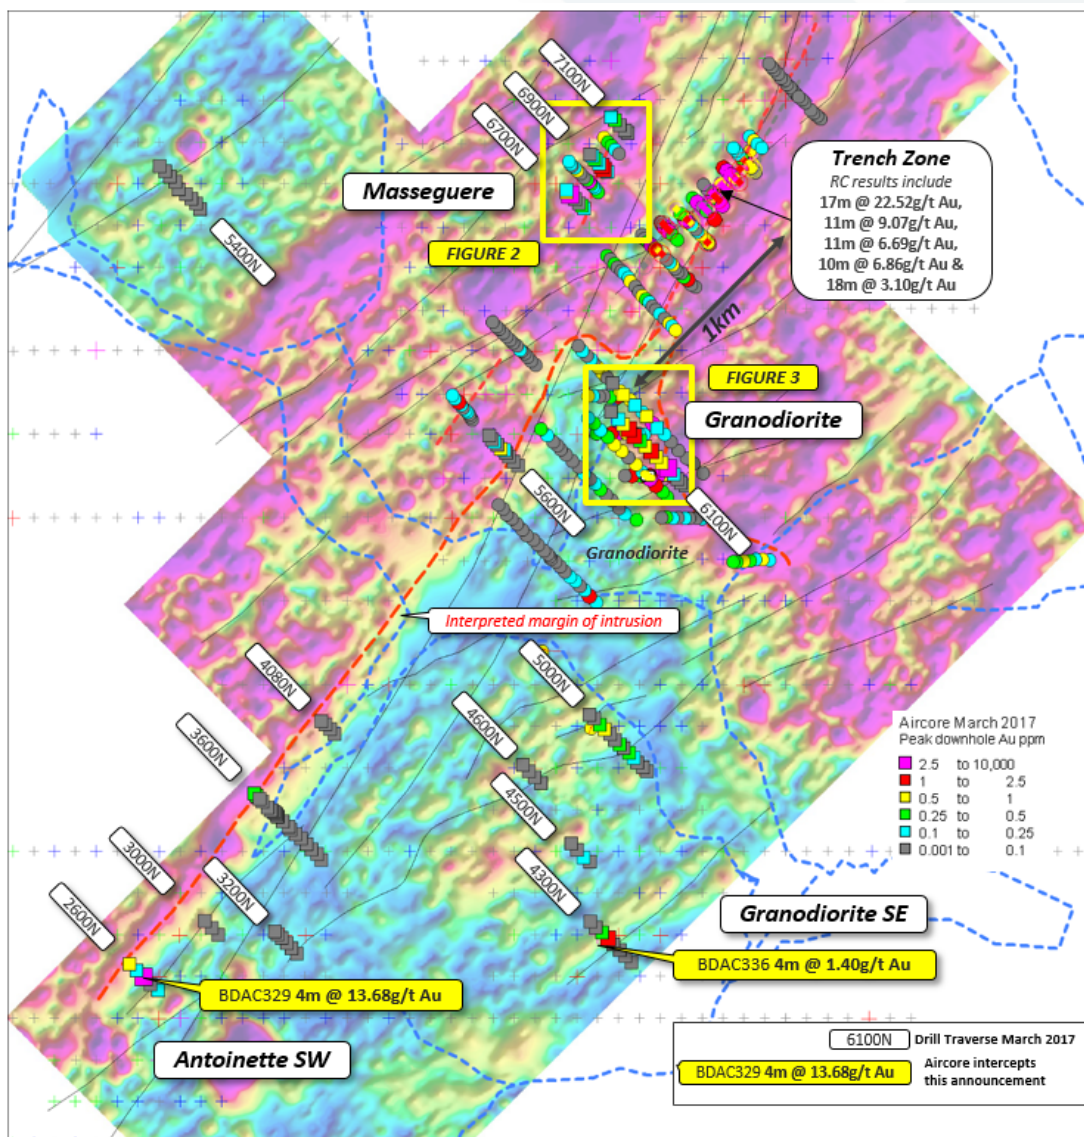 7100N
6900N
6700N
Masseguere
FIGURE 2
5400N
Trench Zone
RC results include
17m @ 22.52g/t Au,
11m @ 9.07g/t Au,
11m @ 6.69g/t Au,
10m @ 6.86g/t Au &
18m @ 3.10g/t Au
1km
FIGURE 3
Granodiorite
5600N
6100N
Granodiorite
Interpreted margin of intrusion
5000N
4080N
4600N
3600N
4500N
Aircore March 2017
Peak downhole Au ppm
2.5 to 10,000
1 to 2.5
0.5 to 1
0.25 to 0.5
0.1 to 0.25
0.001 to 0.1
3000N
3200N
4300N
2600N
Granodiorite SE
BDAC336 4m @ 1.40g/t Au
BDAC329 4m @ 13.68g/t Au
Antoinette SW
6100N Drill Traverse March 2017
BDAC329 4m @ 13.68g/t Au
Aircore intercepts
this announcement